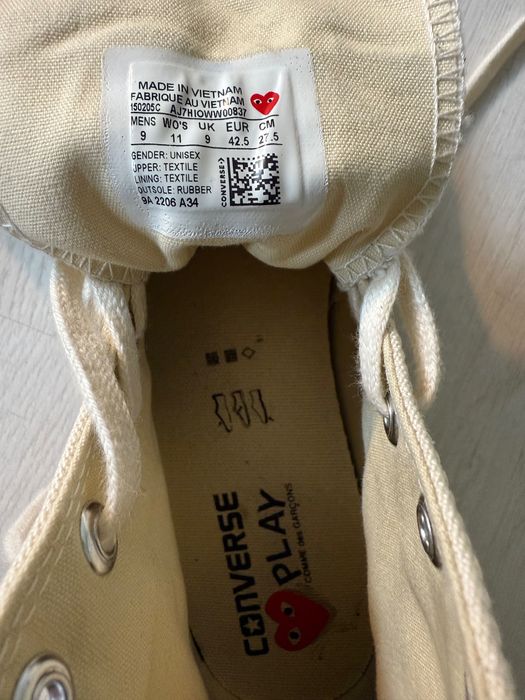 MADE IN VIETNAM
FABRIQUE AU VIETNAM
150205C AJ7H1OWW00837
MENS WO'S UK EUR CM
9 11 9 42.5 27.5
GENDER: UNISEX
UPPER: TEXTILE
LINING: TEXTILE
OUTSOLE: RUBBER
9A 2206 A34
CONVERSE
CONVERSE
PLAY
COMME des GARÇONS